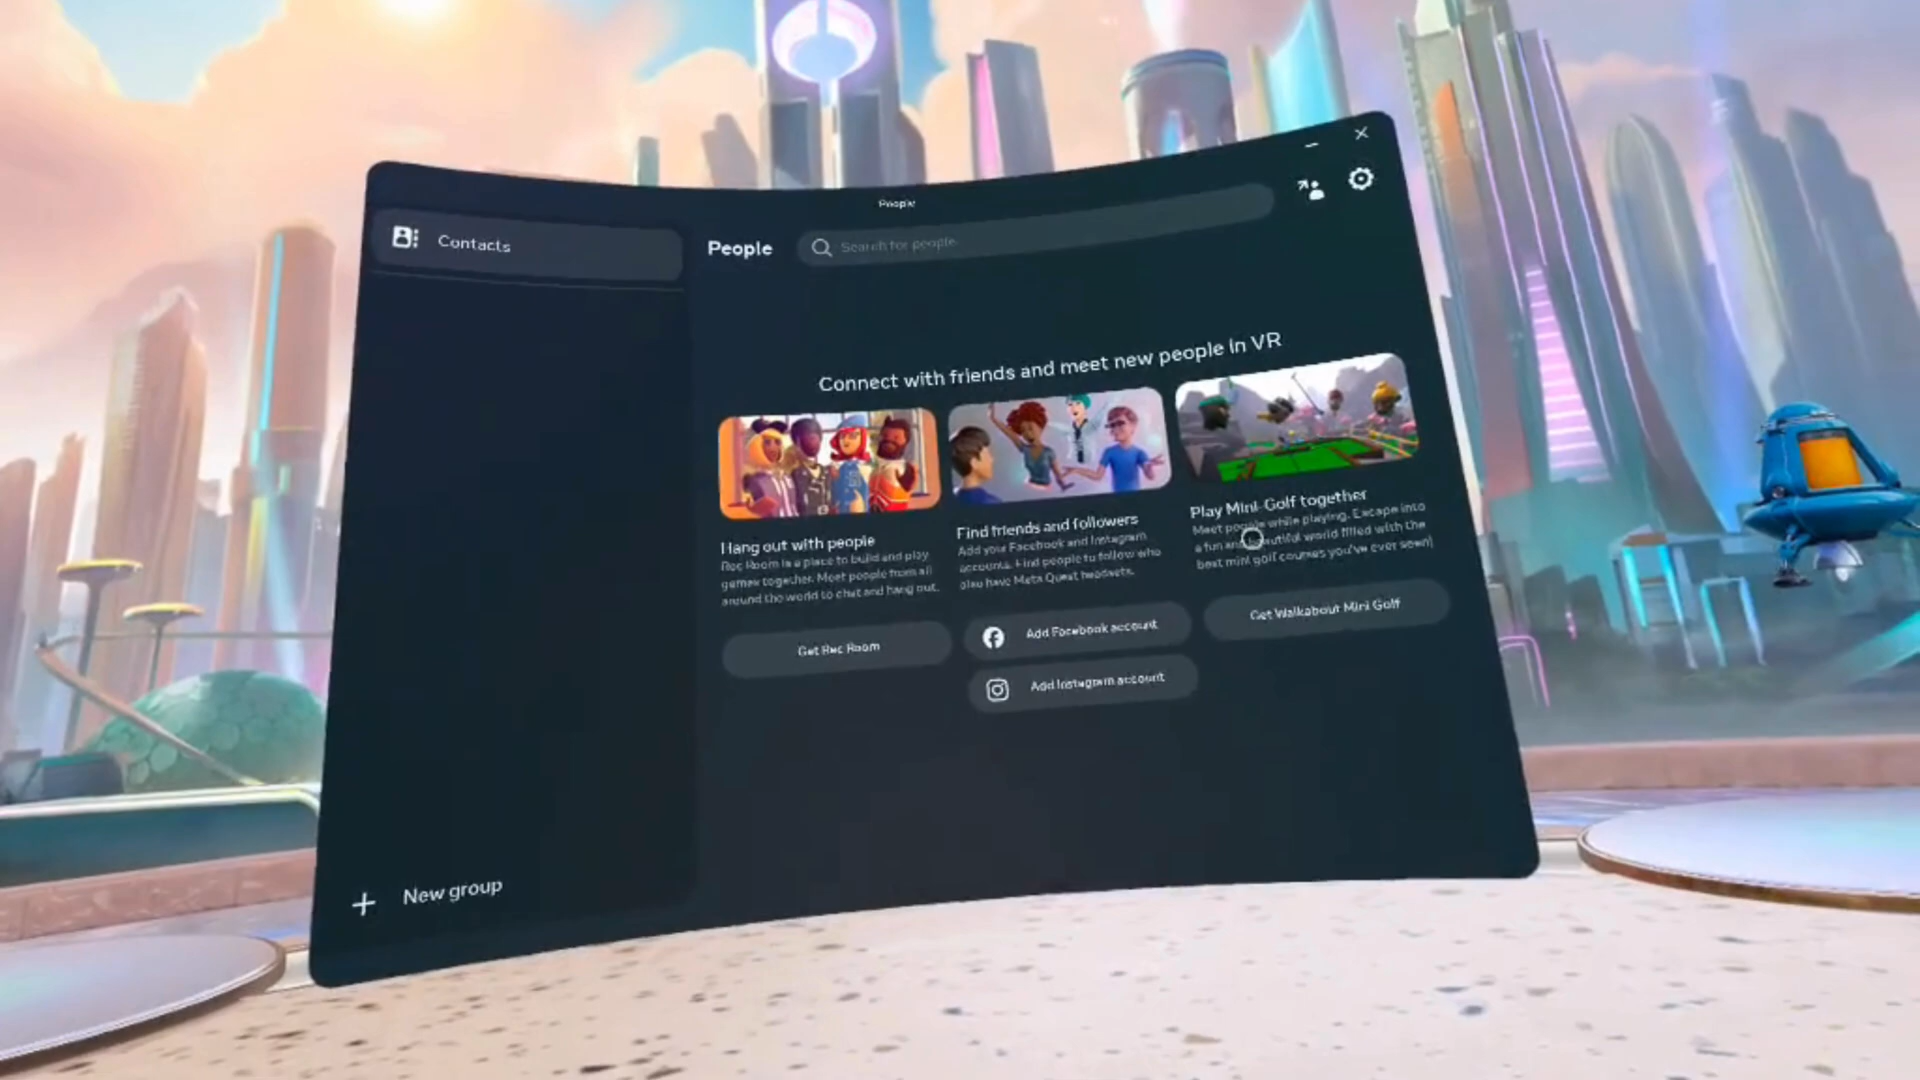 People
Contacts
People
Search for people
Connect with friends and meet new people in VR
Hang out with people
Rec Room is a place to build and play
games together. Meet people from all
around the world to chat and hang out.
Get Rec Room
Find friends and followers
Add your Facebook and Instagram
accounts. Find people to follow who
also have Meta Quest headsets.
Add Facebook account
Add Instagram account
Play Mini-Golf together
Meet people while playing. Escape into
a fun and beautiful world filled with the
best mini golf courses you've ever seen!
Get Walkabout Mini Golf
New group